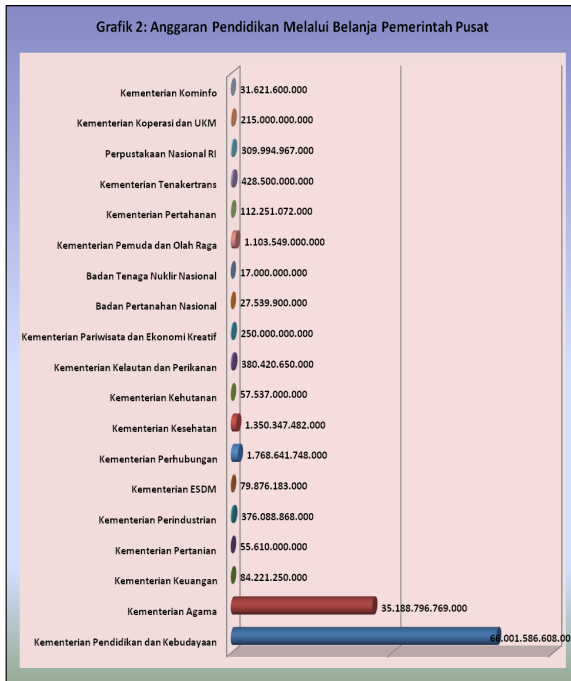 Grafik 2: Anggaran Pendidikan Melalui Belanja Pemerintah Pusat
Kementerian Kominfo 31.621.600.000
Kementerian Koperasi dan UKM 215.000.000.000
Perpustakaan Nasional RI 309.994.967.000
Kementerian Tenakertrans 428.500.000.000
Kementerian Pertahanan 112.251.072.000
Kementerian Pemuda dan Olah Raga 1.103.549.000.000
Badan Tenaga Nuklir Nasional 17.000.000.000
Badan Pertanahan Nasional 27.539.900.000
Kementerian Pariwisata dan Ekonomi Kreatif 250.000.000.000
Kementerian Kelautan dan Perikanan 380.420.650.000
Kementerian Kehutanan 57.537.000.000
Kementerian Kesehatan 1.350.347.482.000
Kementerian Perhubungan 1.768.641.748.000
Kementerian ESDM 79.876.183.000
Kementerian Perindustrian 376.088.868.000
Kementerian Pertanian 55.610.000.000
Kementerian Keuangan 84.221.250.000
Kementerian Agama 35.188.796.769.000
Kementerian Pendidikan dan Kebudayaan 66.001.586.608.00